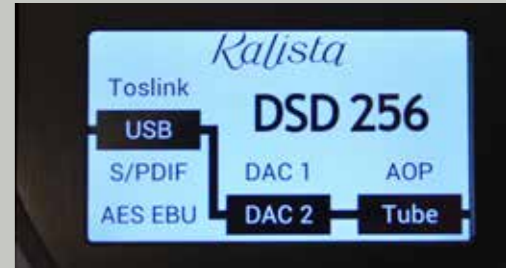 Kalista
Toslink
DSD 256
USB
S/PDIF DAC 1 AOP
AES EBU DAC 2 Tube